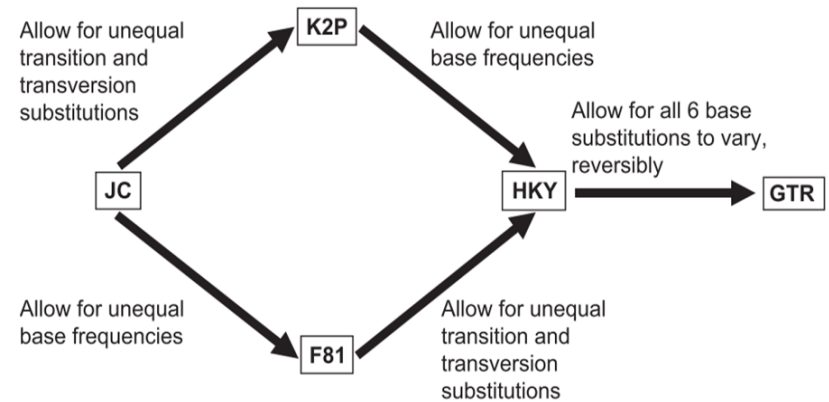 Allow for unequal
transition and
transversion
substitutions
K2P
Allow for unequal
base frequencies
Allow for all 6 base
substitutions to vary,
reversibly
JC
HKY
GTR
Allow for unequal
base frequencies
F81
Allow for unequal
transition and
transversion
substitutions